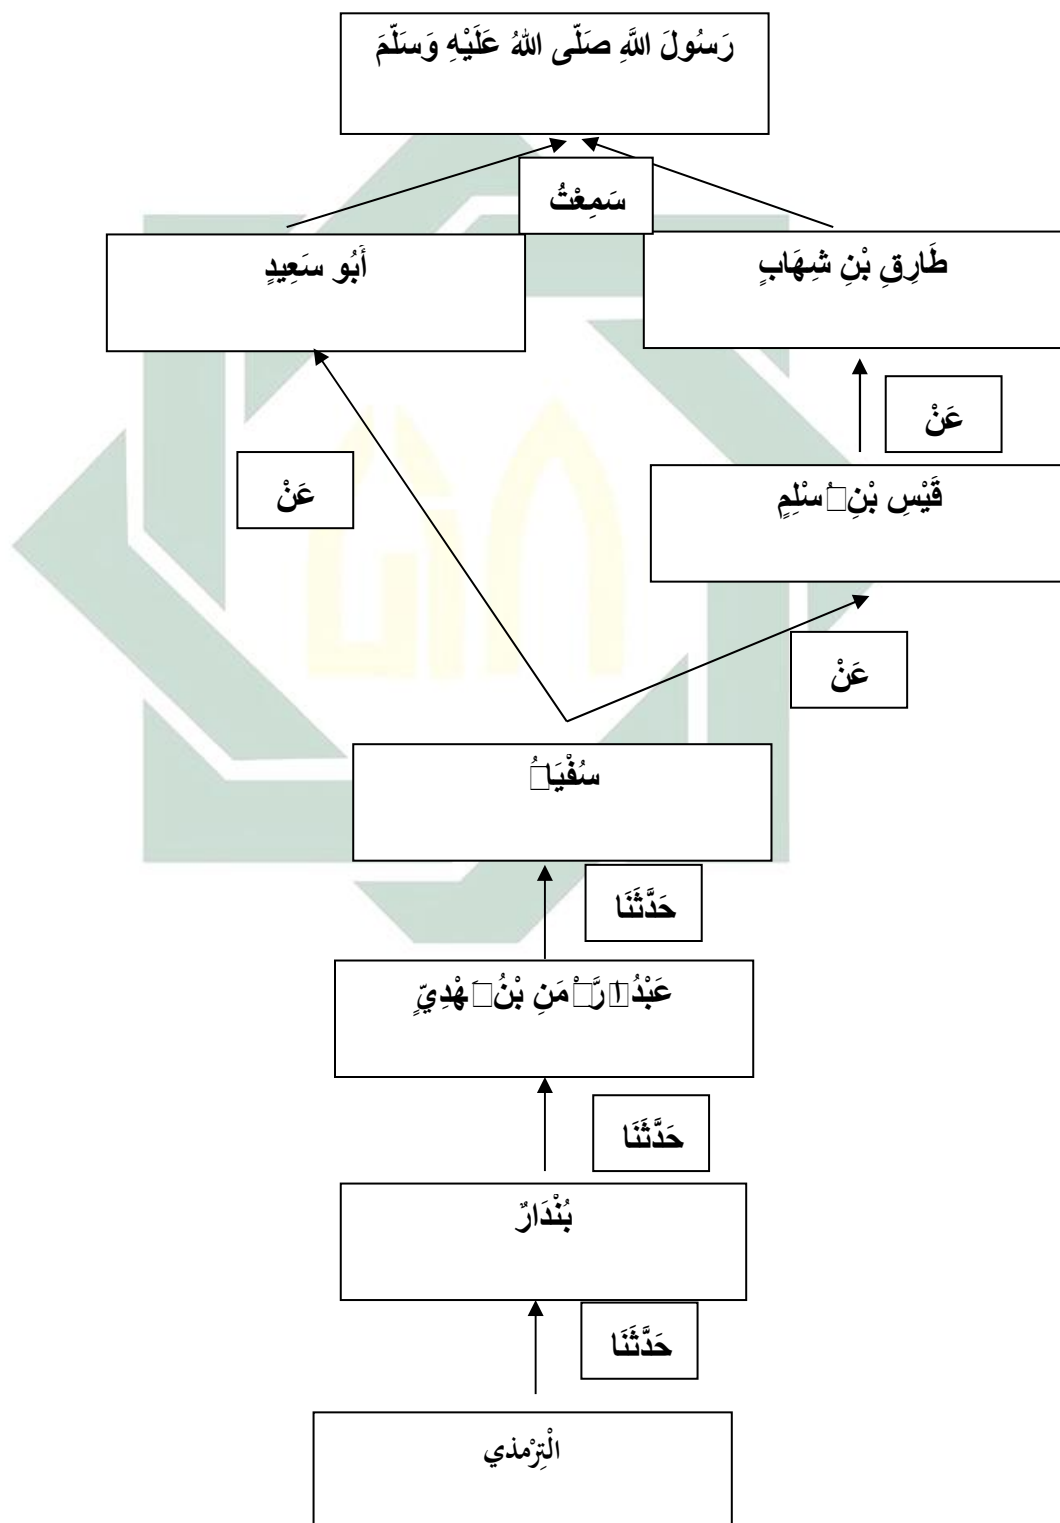 رَسُولَ اللَّهِ صَلَّى اللهُ عَلَيْهِ وَسَلَّمَ
سَمِعْتُ
طَارِقِ بْنِ شِهَابٍ
أَبُو سَعِيدٍ
عَنْ
عَنْ
قَيْسِ بْنِ □ُسْلِمٍ
عَنْ
سُفْيَا□ُ
حَدَّثَنَا
عَبْدُ ا□رَّ□ْمَنِ بْنُ □َهْدِيٍّ
حَدَّثَنَا
بُنْدَارٌ
حَدَّثَنَا
الْتِرْمذي